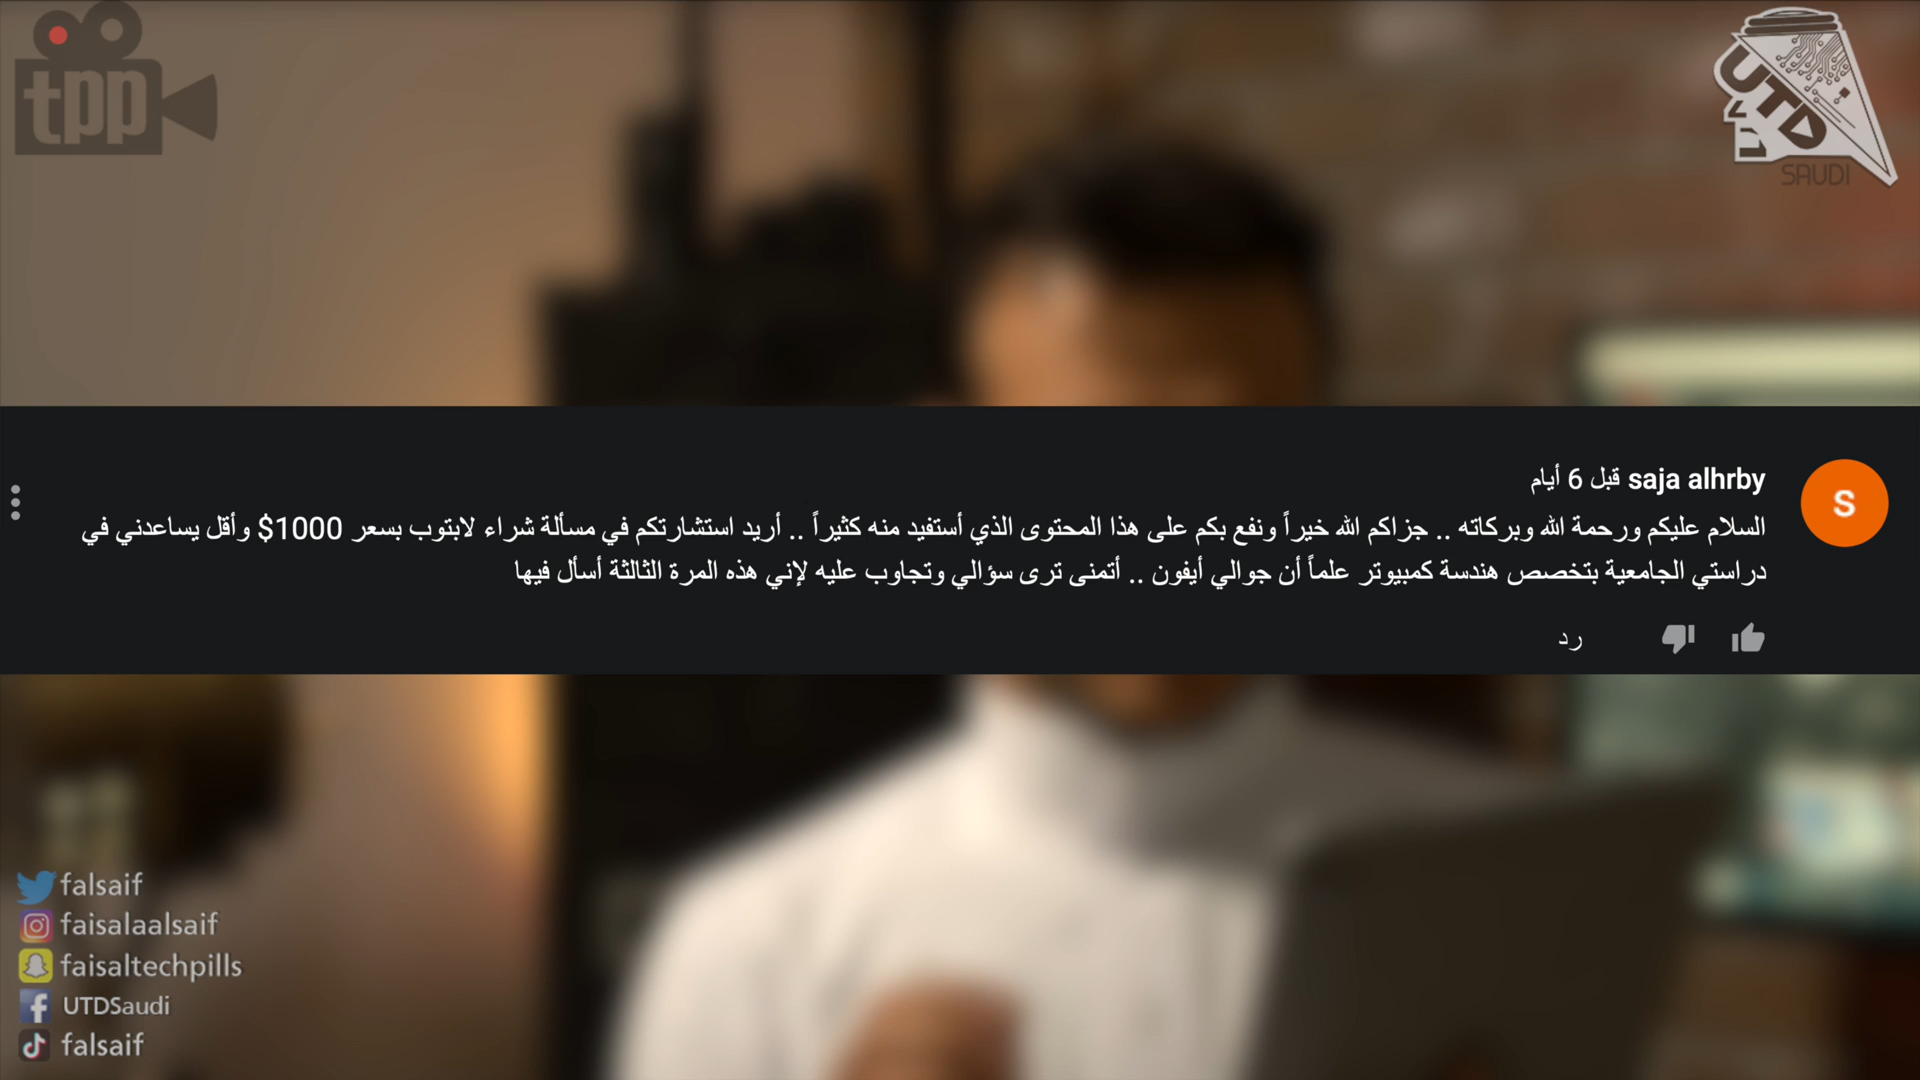 tpp
UTD
ONE
SAUDI
saja alhrby قبل 6 أيام
السلام عليكم ورحمة الله وبركاته .. جزاكم الله خيراً ونفع بكم على هذا المحتوى الذي أستفيد منه كثيراً .. أريد استشارتكم في مسألة شراء لابتوب بسعر 1000$ وأقل يساعدني في
دراستي الجامعية بتخصص هندسة كمبيوتر علماً أن جوالي أيفون .. أتمنى ترى سؤالي وتجاوب عليه لإني هذه المرة الثالثة أسأل فيها
S
رد
falsaif
faisalaalsaif
faisaltechpills
UTDSaudi
falsaif